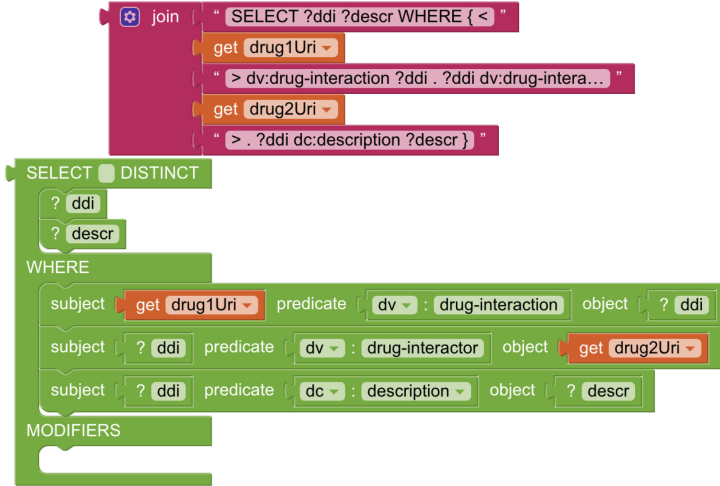 join “ SELECT ?ddi ?descr WHERE { < ”
get drug1Uri
“ > dv:drug-interaction ?ddi . ?ddi dv:drug-intera… ”
get drug2Uri
“ > . ?ddi dc:description ?descr } ”
SELECT DISTINCT
? ddi
? descr
WHERE
subject get drug1Uri predicate dv : drug-interaction object ? ddi
subject ? ddi predicate dv : drug-interactor object get drug2Uri
subject ? ddi predicate dc : description object ? descr
MODIFIERS